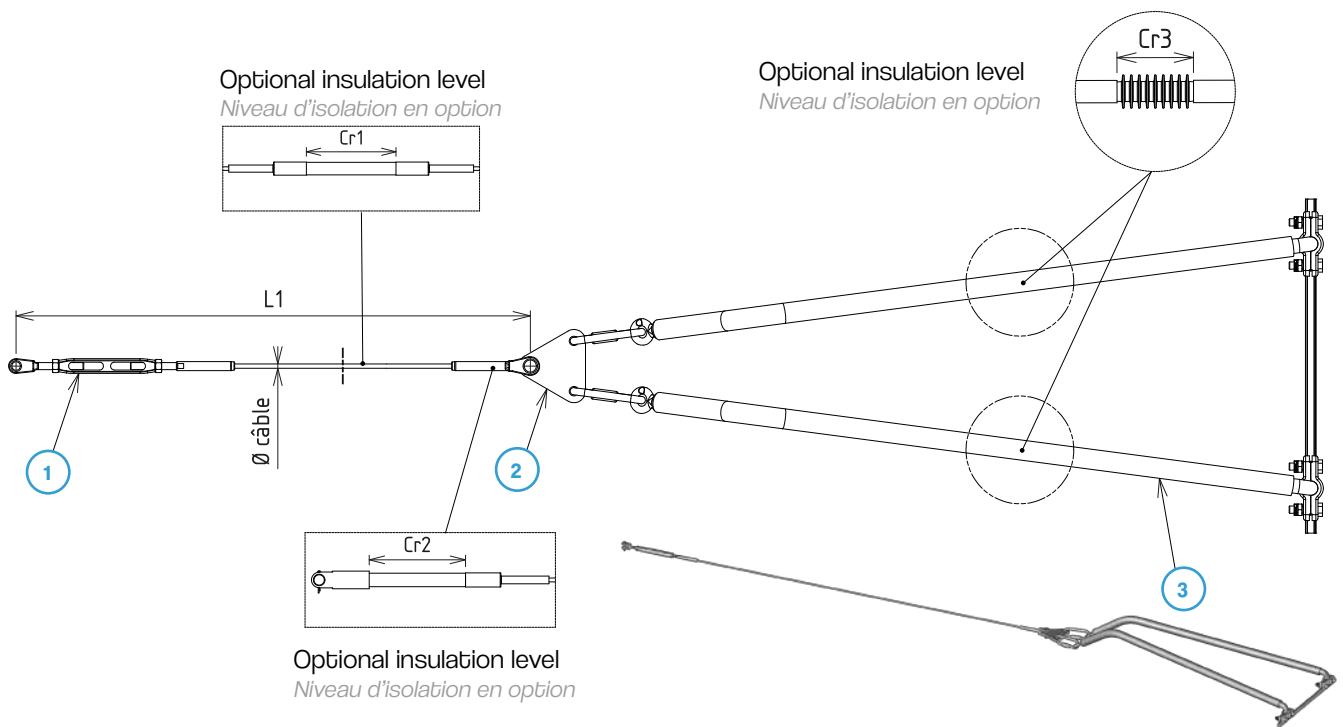 Optional insulation level
Niveau d'isolation en option
Cr1
Optional insulation level
Niveau d'isolation en option
Cr3
L1
Ø câble
1
2
Cr2
3
Optional insulation level
Niveau d'isolation en option